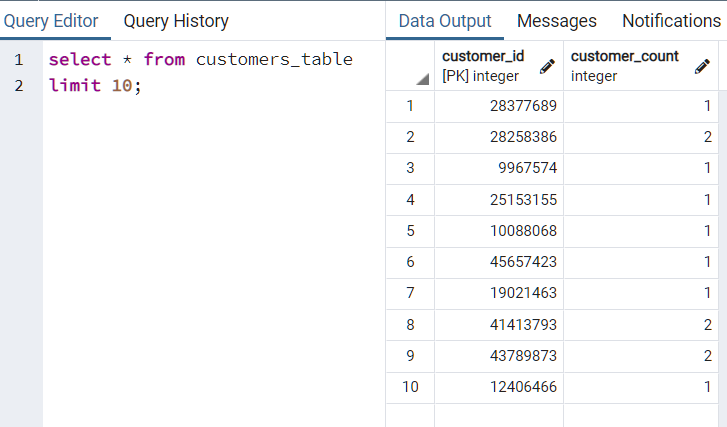 Query Editor Query History
1 select * from customers_table
2 limit 10;
Data Output Messages Notifications
customer_id customer_count
[PK] integer integer
1 28377689 1
2 28258386 2
3 9967574 1
4 25153155 1
5 10088068 1
6 45657423 1
7 19021463 1
8 41413793 2
9 43789873 2
10 12406466 1